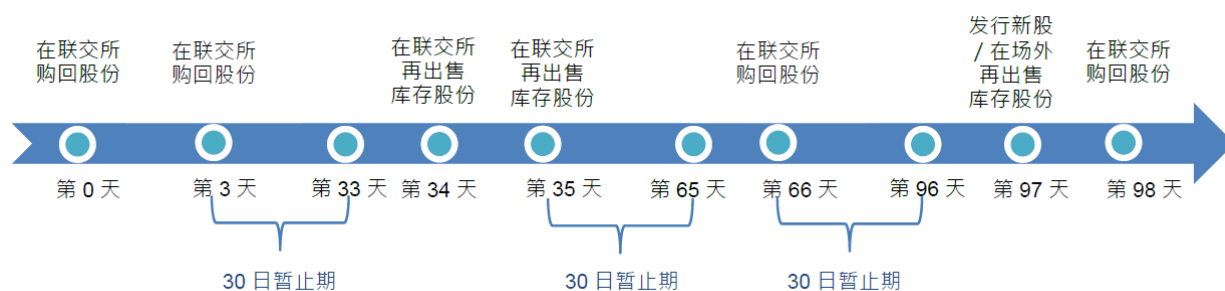 在联交所
购回股份
在联交所
购回股份
在联交所
再出售
库存股份
在联交所
再出售
库存股份
在联交所
购回股份
发行新股
/ 在场外
再出售
库存股份
在联交所
购回股份
第 0 天
第 3 天
第 33 天
第 34 天
第 35 天
第 65 天
第 66 天
第 96 天
第 97 天
第 98 天
30 日暂止期
30 日暂止期
30 日暂止期